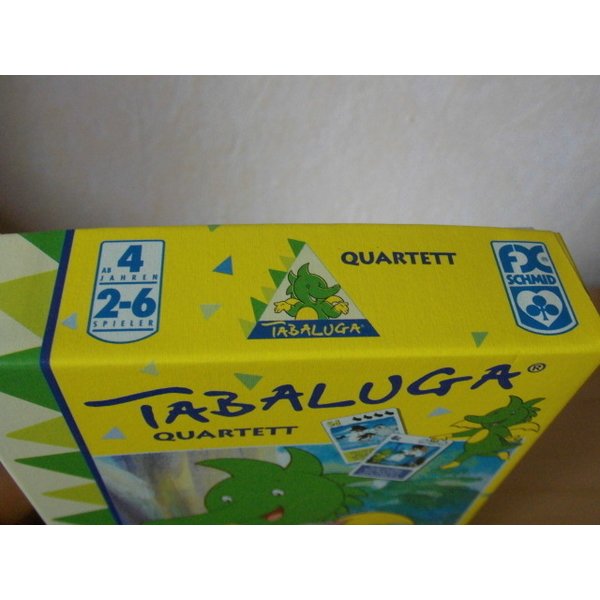 AB 4
JAHREN
2-6
SPIELER
TABALUGA
QUARTETT
FX
SCHMID
TABALUGA®
QUARTETT